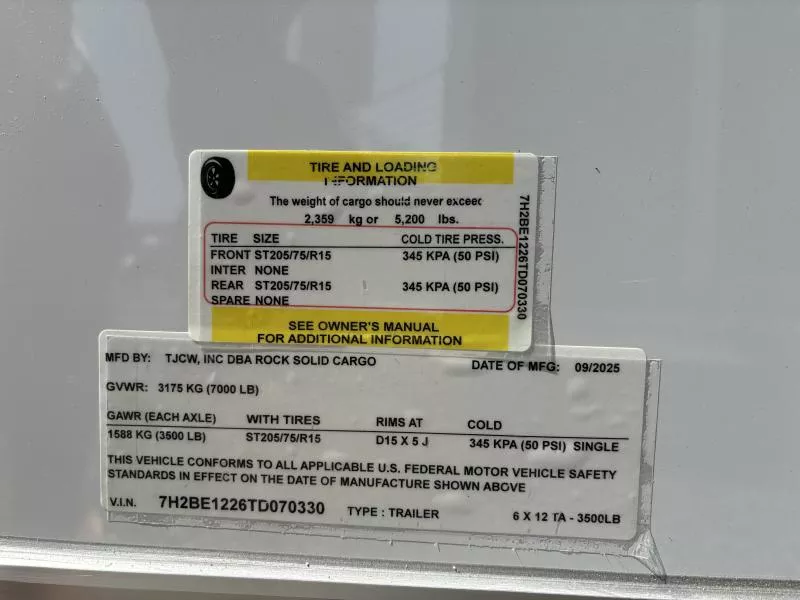 TIRE AND LOADING
INFORMATION
The weight of cargo should never exceed
2,359 kg or 5,200 lbs.
TIRE SIZE COLD TIRE PRESS.
FRONT ST205/75/R15 345 KPA (50 PSI)
INTER NONE
REAR ST205/75/R15 345 KPA (50 PSI)
SPARE NONE
SEE OWNER'S MANUAL
FOR ADDITIONAL INFORMATION
7H2BE1226TD070330
MFD BY: TJCW, INC DBA ROCK SOLID CARGO DATE OF MFG: 09/2025
GVWR: 3175 KG (7000 LB)
GAWR (EACH AXLE) WITH TIRES RIMS AT COLD
1588 KG (3500 LB) ST205/75/R15 D15 X 5 J 345 KPA (50 PSI) SINGLE
THIS VEHICLE CONFORMS TO ALL APPLICABLE U.S. FEDERAL MOTOR VEHICLE SAFETY
STANDARDS IN EFFECT ON THE DATE OF MANUFACTURE SHOWN ABOVE
V.I.N. 7H2BE1226TD070330 TYPE : TRAILER 6 X 12 TA - 3500LB